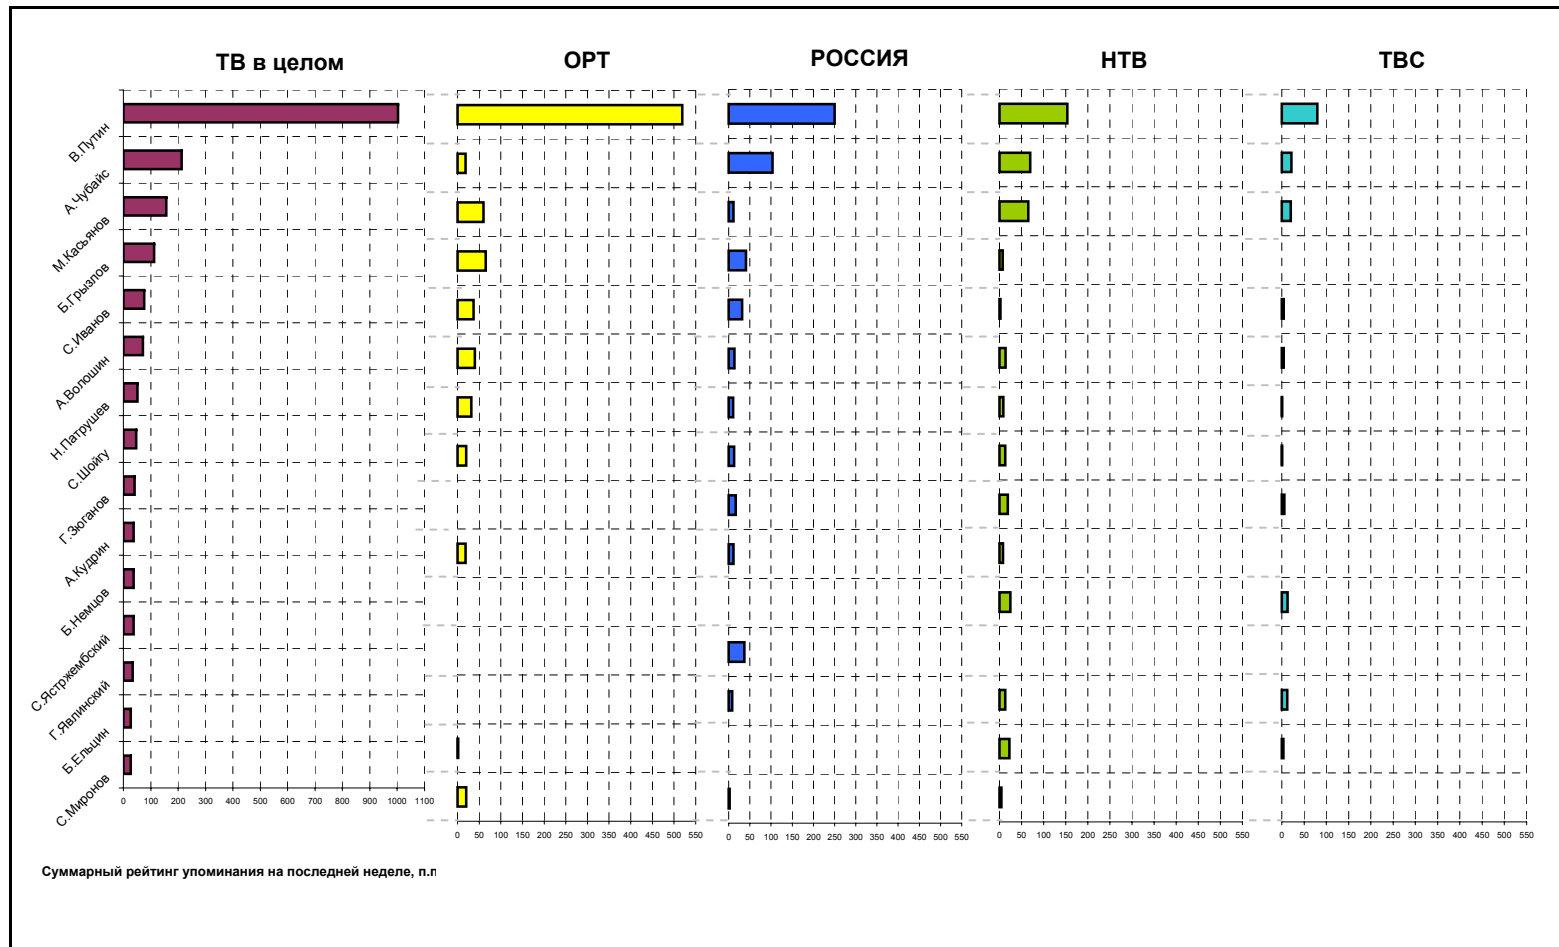 ТВ в целом
ОРТ
РОССИЯ
НТВ
ТВС
В.Путин
А.Чубайс
М.Касьянов
Б.Грызлов
С.Иванов
А.Волошин
Н.Патрушев
С.Шойгу
Г.Зюганов
А.Кудрин
Б.Немцов
С.Ястржембский
Г.Явлинский
Б.Ельцин
С.Миронов
0 100 200 300 400 500 600 700 800 900 1000 1100
0 50 100 150 200 250 300 350 400 450 500 550
0 50 100 150 200 250 300 350 400 450 500 550
0 50 100 150 200 250 300 350 400 450 500 550
0 50 100 150 200 250 300 350 400 450 500 550
Суммарный рейтинг упоминания на последней неделе, п.п